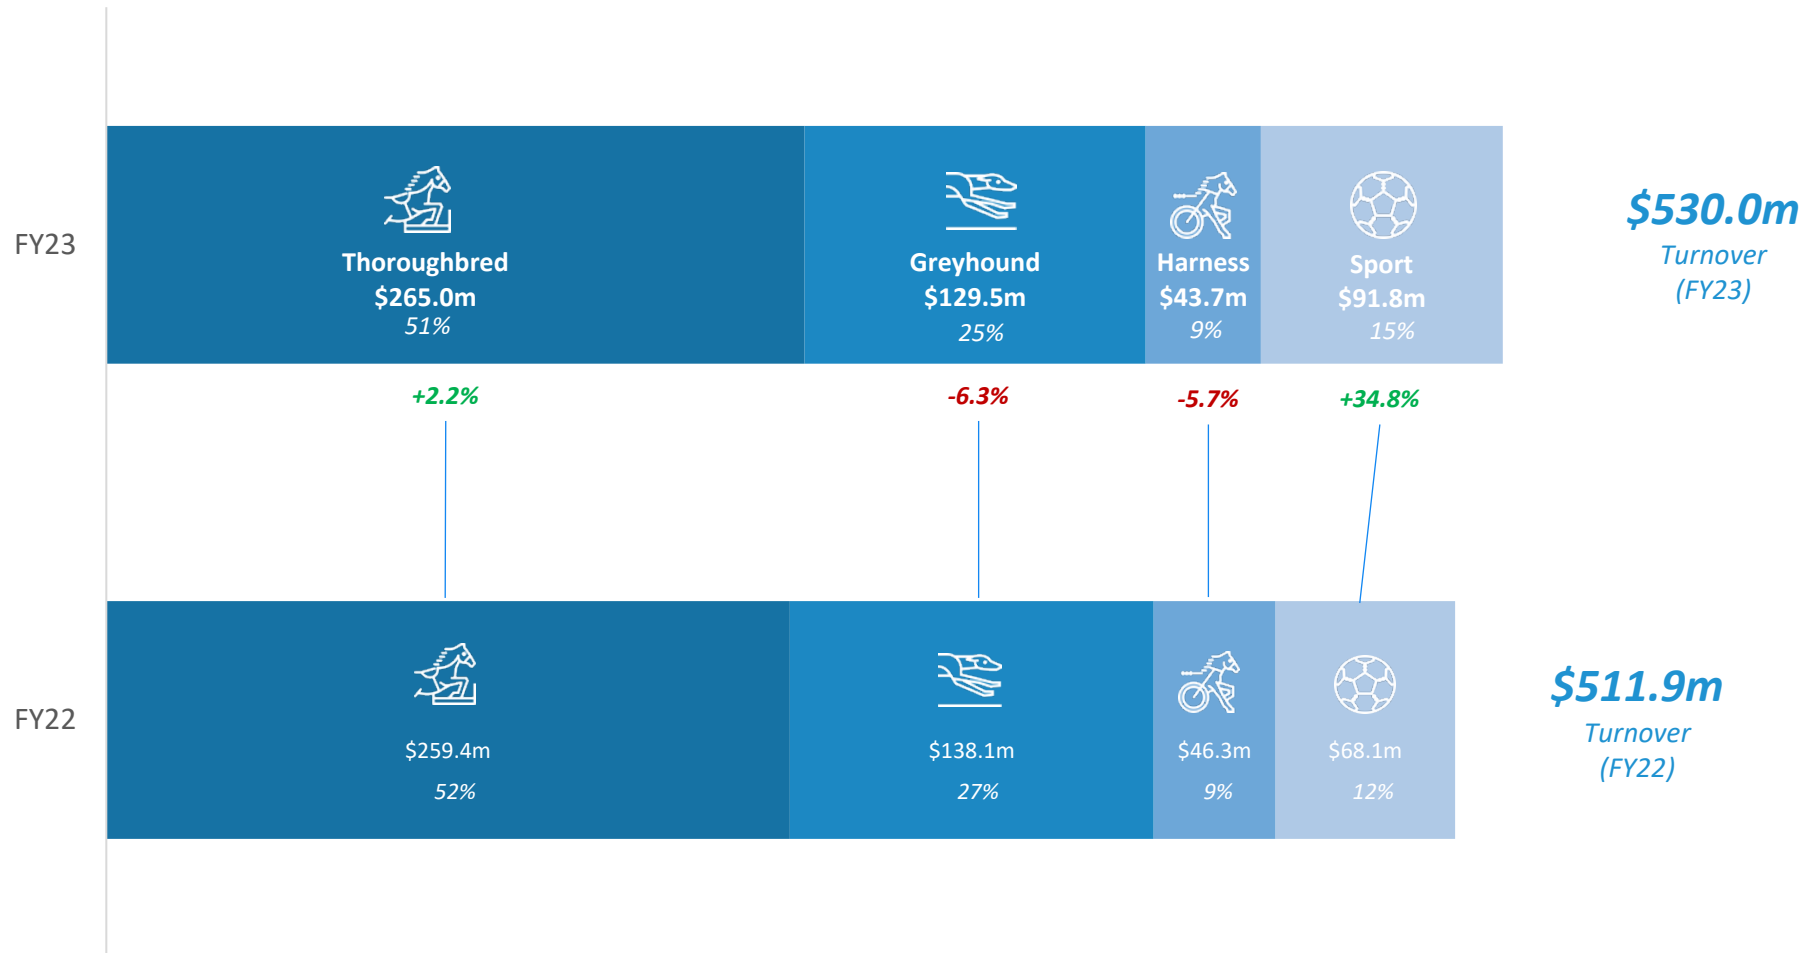 FY23
Thoroughbred
$265.0m
51%
Greyhound
$129.5m
25%
Harness
$43.7m
9%
Sport
$91.8m
15%
$530.0m
Turnover
(FY23)
+2.2%
-6.3%
-5.7%
+34.8%
FY22
$259.4m
52%
$138.1m
27%
$46.3m
9%
$68.1m
12%
$511.9m
Turnover
(FY22)